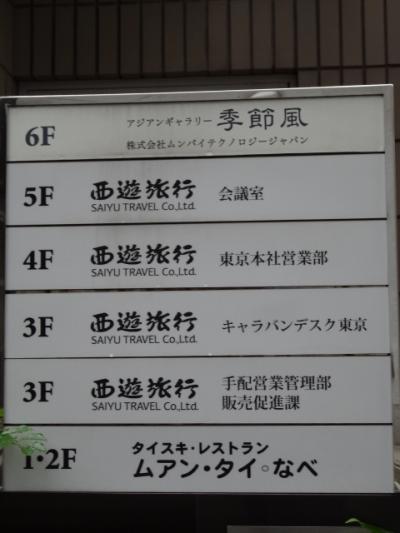 6F
アジアンギャラリー 季節風
株式会社ムンバイテクノロジージャパン
5F 西遊旅行 会議室
SAIYU TRAVEL Co.,Ltd.
4F 西遊旅行 東京本社営業部
SAIYU TRAVEL Co.,Ltd.
3F 西遊旅行 キャラバンデスク東京
SAIYU TRAVEL Co.,Ltd.
3F 西遊旅行 手配営業管理部
SAIYU TRAVEL Co.,Ltd. 販売促進課
1・2F タイスキ・レストラン
ムアン・タイ○なべ